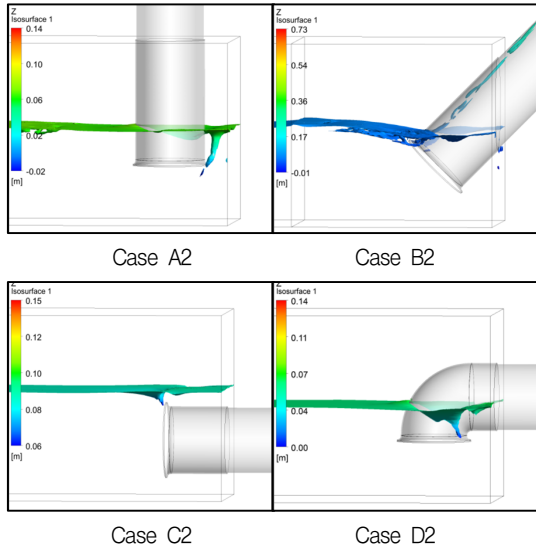 Z
Isosurface 1
0.14
0.10
0.06
0.02
-0.02
[m]
Z
Isosurface 1
0.73
0.54
0.36
0.17
-0.01
[m]
Case A2
Case B2
Z
Isosurface 1
0.15
0.12
0.10
0.08
0.06
[m]
Z
Isosurface 1
0.14
0.11
0.07
0.04
0.00
[m]
Case C2
Case D2